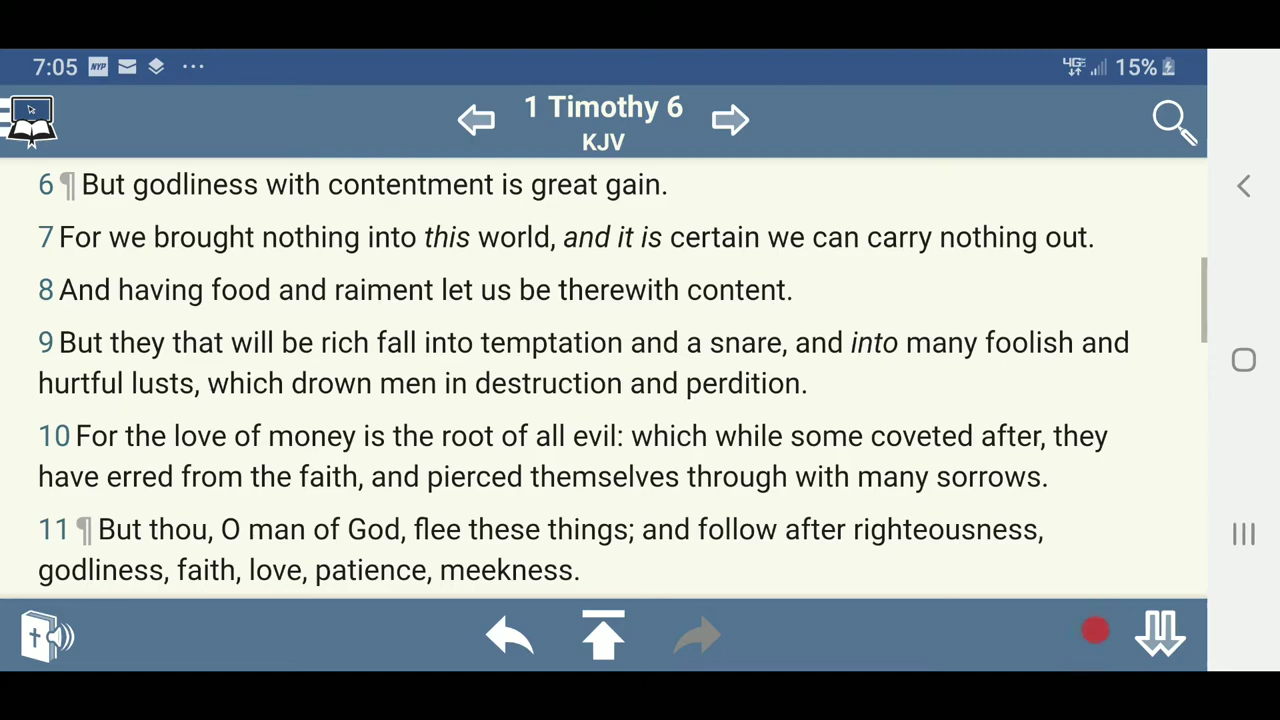 7:05 NYP ... 4GE 15%
1 Timothy 6
KJV
6 ¶ But godliness with contentment is great gain.
7 For we brought nothing into this world, and it is certain we can carry nothing out.
8 And having food and raiment let us be therewith content.
9 But they that will be rich fall into temptation and a snare, and into many foolish and
hurtful lusts, which drown men in destruction and perdition.
10 For the love of money is the root of all evil: which while some coveted after, they
have erred from the faith, and pierced themselves through with many sorrows.
11 ¶ But thou, O man of God, flee these things; and follow after righteousness,
godliness, faith, love, patience, meekness.